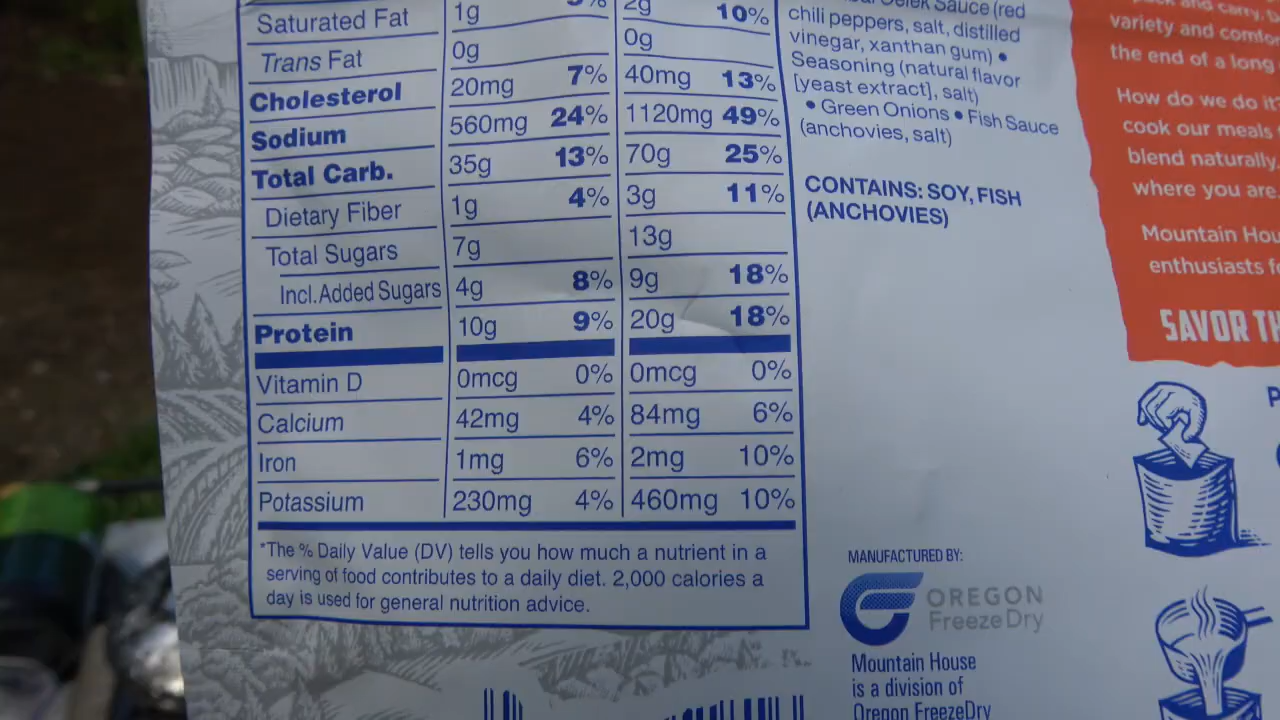 Saturated Fat 1g 2g 10%
Trans Fat 0g 0g
Cholesterol 20mg 7% 40mg 13%
Sodium 560mg 24% 1120mg 49%
Total Carb. 35g 13% 70g 25%
Dietary Fiber 1g 4% 3g 11%
Total Sugars 7g 13g
Incl.Added Sugars 4g 8% 9g 18%
Protein 10g 9% 20g 18%
Vitamin D 0mcg 0% 0mcg 0%
Calcium 42mg 4% 84mg 6%
Iron 1mg 6% 2mg 10%
Potassium 230mg 4% 460mg 10%
*The % Daily Value (DV) tells you how much a nutrient in a
serving of food contributes to a daily diet. 2,000 calories a
day is used for general nutrition advice.
Sauce (red
chili peppers, salt, distilled
vinegar, xanthan gum) •
Seasoning (natural flavor
[yeast extract], salt)
• Green Onions • Fish Sauce
(anchovies, salt)
CONTAINS: SOY, FISH
(ANCHOVIES)
MANUFACTURED BY:
OREGON
FreezeDry
Mountain House
is a division of
Oregon FreezeDry
and carry,
variety and
the end of a long
How do we do it?
cook our meals
blend naturally
where you are
Mountain
enthusiasts
SAVOR